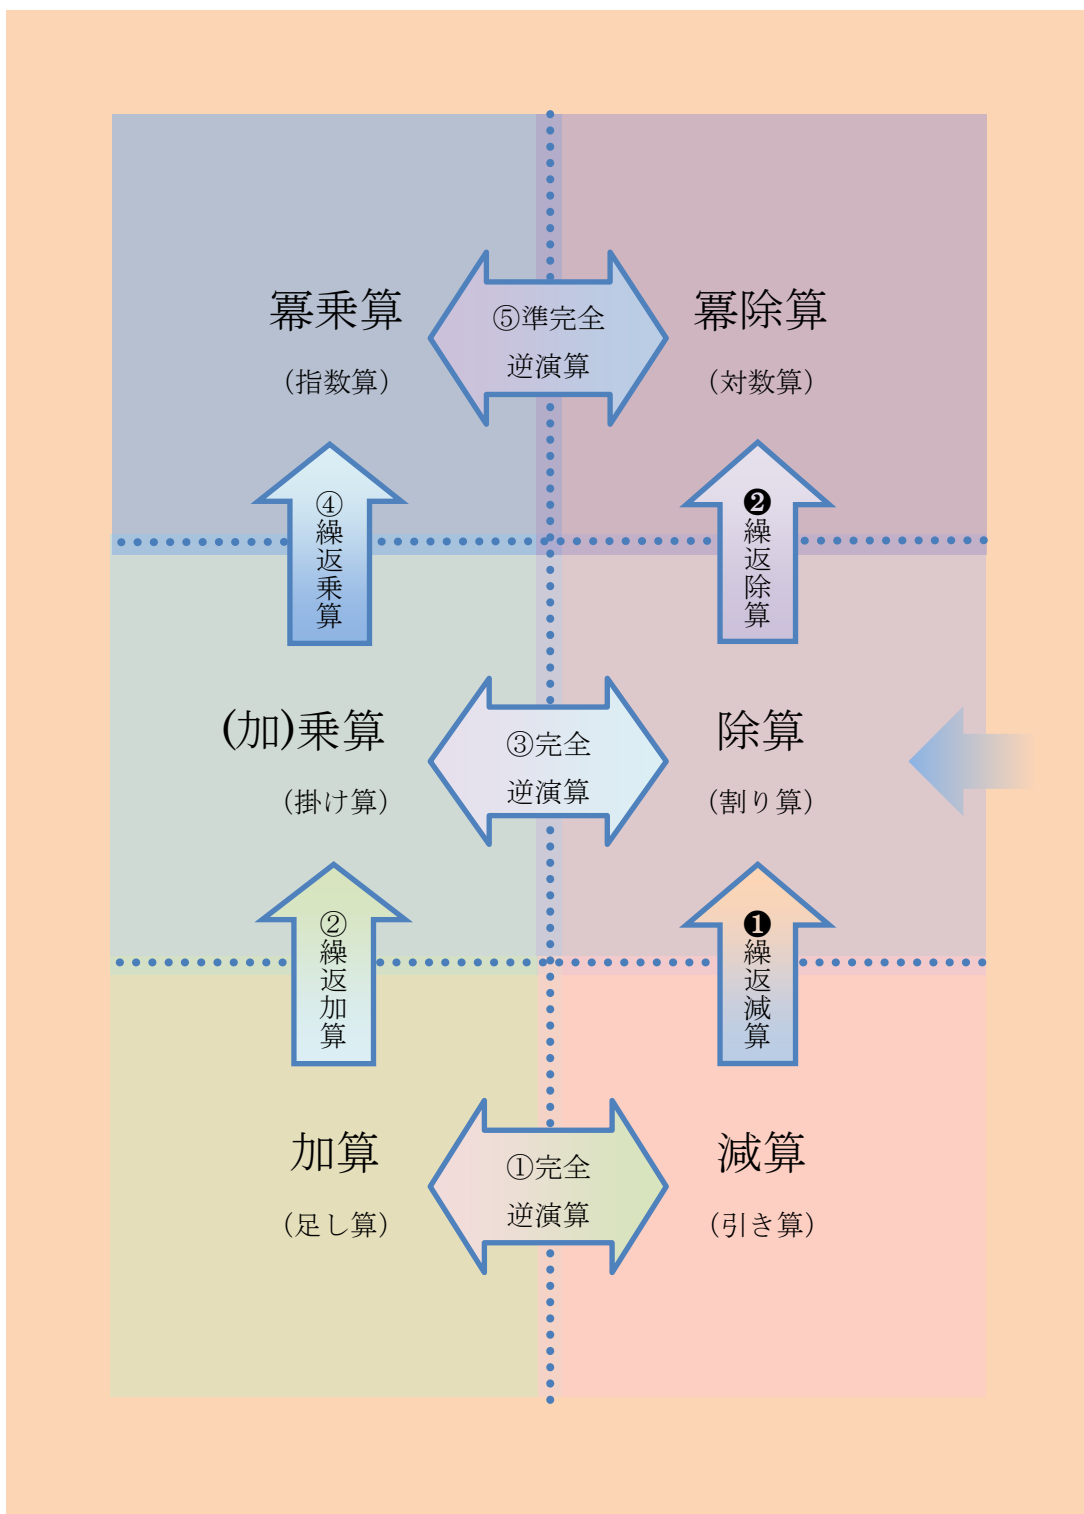 冪乗算
(指数算)
⑤準完全
逆演算
冪除算
(対数算)
④繰返乗算
❷繰返除算
(加)乗算
(掛け算)
③完全
逆演算
除算
(割り算)
②繰返加算
❶繰返減算
加算
(足し算)
①完全
逆演算
減算
(引き算)